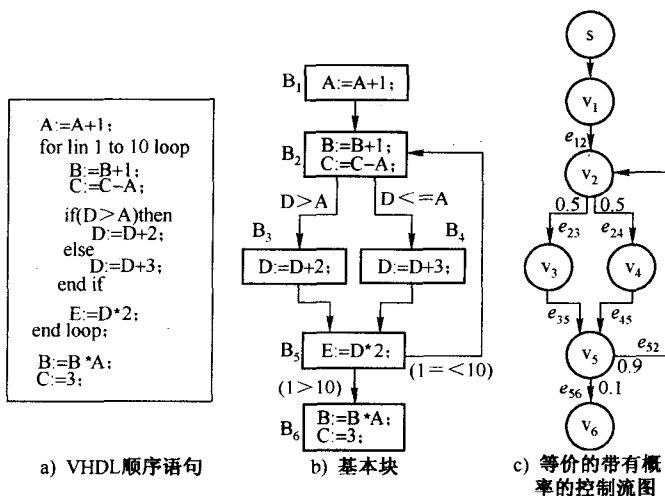 A:=A+1;
for lin 1 to 10 loop
B:=B+1;
C:=C-A;
if(D>A)then
D:=D+2;
else
D:=D+3;
end if
E:=D*2;
end loop;
B:=B*A;
C:=3;
a) VHDL顺序语句
B₁
A:=A+1;
B₂
B:=B+1;
C:=C-A;
D>A
D<=A
B₃
B₄
D:=D+2;
D:=D+3;
B₅
E:=D*2;
(1>10)
(1=<10)
B₆
B:=B*A;
C:=3;
b) 基本块
s
v₁
e₁₂
v₂
0.5
0.5
e₂₃
e₂₄
v₃
v₄
e₃₅
e₄₅
v₅
e₅₂
0.9
e₅₆
0.1
v₆
c) 等价的带有概
率的控制流图